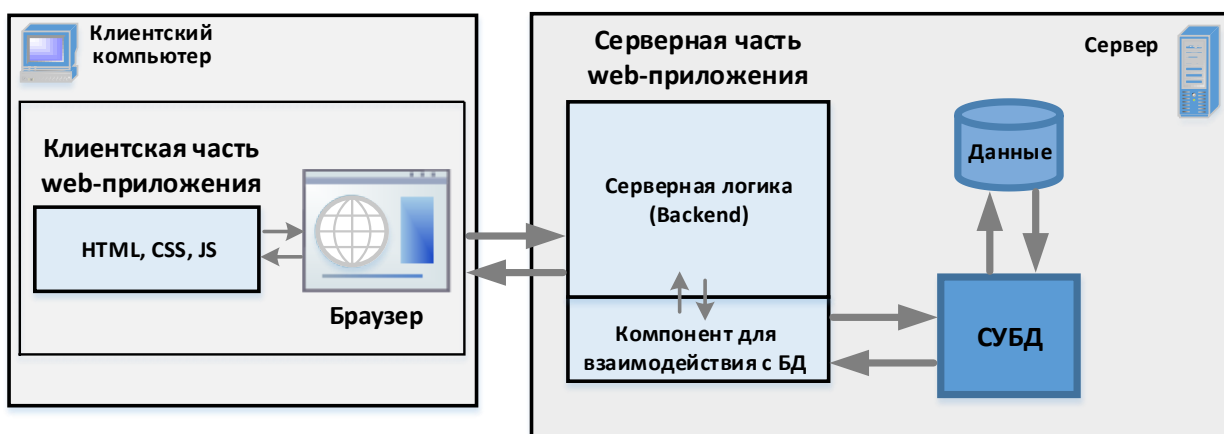 Клиентский
компьютер
Клиентская часть
web-приложения
HTML, CSS, JS
Браузер
Серверная часть
web-приложения
Сервер
Серверная логика
(Backend)
Компонент для
взаимодействия с БД
Данные
СУБД